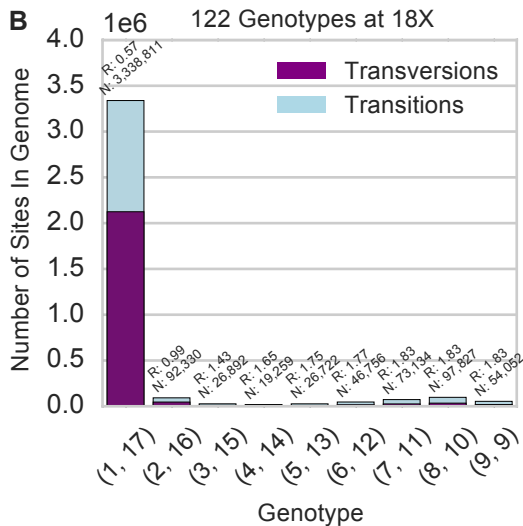 B
122 Genotypes at 18X
1e6
Number of Sites In Genome
4.0
3.5
3.0
2.5
2.0
1.5
1.0
0.5
0.0
Transversions
Transitions
R: 0.57
N: 3,338,811
R: 0.99
N: 92,330
R: 1.43
N: 26,892
R: 1.65
N: 19,259
R: 1.75
N: 26,722
R: 1.77
N: 46,756
R: 1.83
N: 73,134
R: 1.83
N: 97,827
R: 1.83
N: 54,052
(1, 17)
(2, 16)
(3, 15)
(4, 14)
(5, 13)
(6, 12)
(7, 11)
(8, 10)
(9, 9)
Genotype